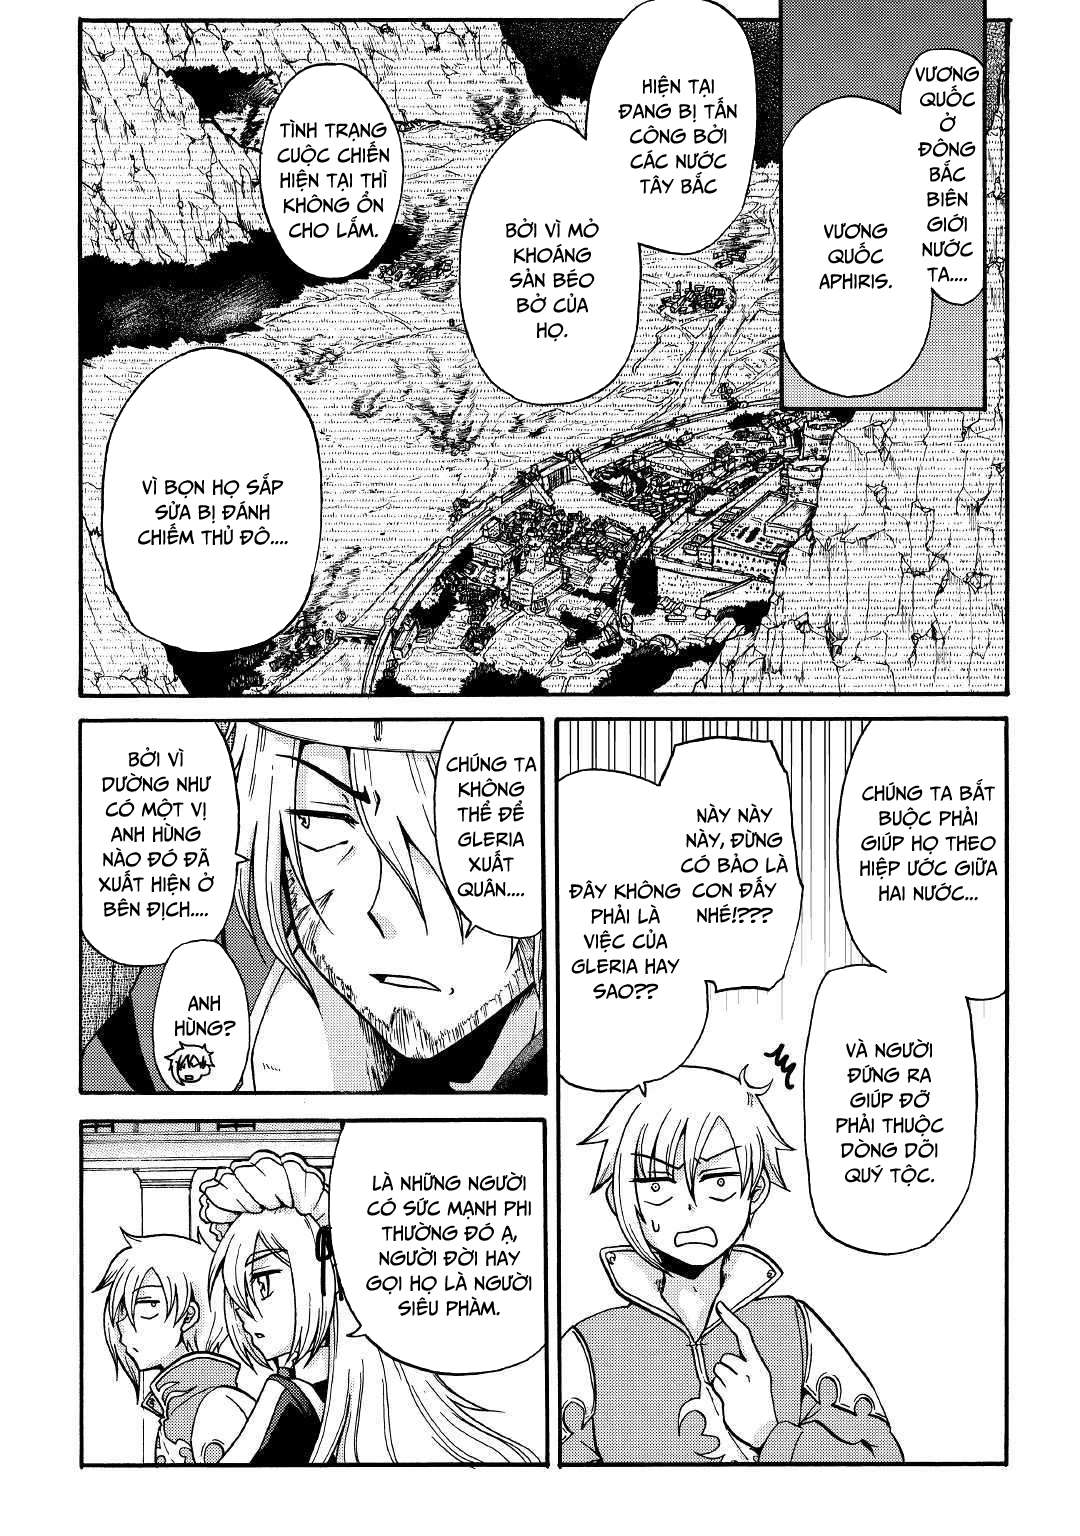 VƯƠNG
QUỐC
Ở
ĐÔNG
BẮC
BIÊN
GIỚI
NƯỚC
TA....
VƯƠNG
QUỐC
APHIRIS.
HIỆN TẠI
ĐANG BỊ TẤN
CÔNG BỞI
CÁC NƯỚC
TÂY BẮC
BỞI VÌ MỎ
KHOÁNG
SẢN BÉO
BỞ CỦA
HỌ.
TÌNH TRẠNG
CUỘC CHIẾN
HIỆN TẠI THÌ
KHÔNG ỔN
CHO LẮM.
VÌ BỌN HỌ SẮP
SỬA BỊ ĐÁNH
CHIẾM THỦ ĐÔ....
CHÚNG TA BẮT
BUỘC PHẢI
GIÚP HỌ THEO
HIỆP ƯỚC GIỮA
HAI NƯỚC...
VÀ NGƯỜI
ĐỨNG RA
GIÚP ĐỠ
PHẢI THUỘC
DÒNG DÕI
QUÝ TỘC.
NÀY NÀY
NÀY, ĐỪNG
CÓ BẢO LÀ
CON ĐẤY
NHÉ!???
ĐÂY KHÔNG
PHẢI LÀ
VIỆC CỦA
GLERIA HAY
SAO??
CHÚNG TA
KHÔNG
THỂ ĐỂ
GLERIA
XUẤT
QUÂN....
BỞI VÌ
DƯỜNG NHƯ
CÓ MỘT VỊ
ANH HÙNG
NÀO ĐÓ ĐÃ
XUẤT HIỆN Ở
BÊN ĐỊCH....
ANH
HÙNG?
LÀ NHỮNG NGƯỜI
CÓ SỨC MẠNH PHI
THƯỜNG ĐÓ Ạ,
NGƯỜI ĐỜI HAY
GỌI HỌ LÀ NGƯỜI
SIÊU PHÀM.